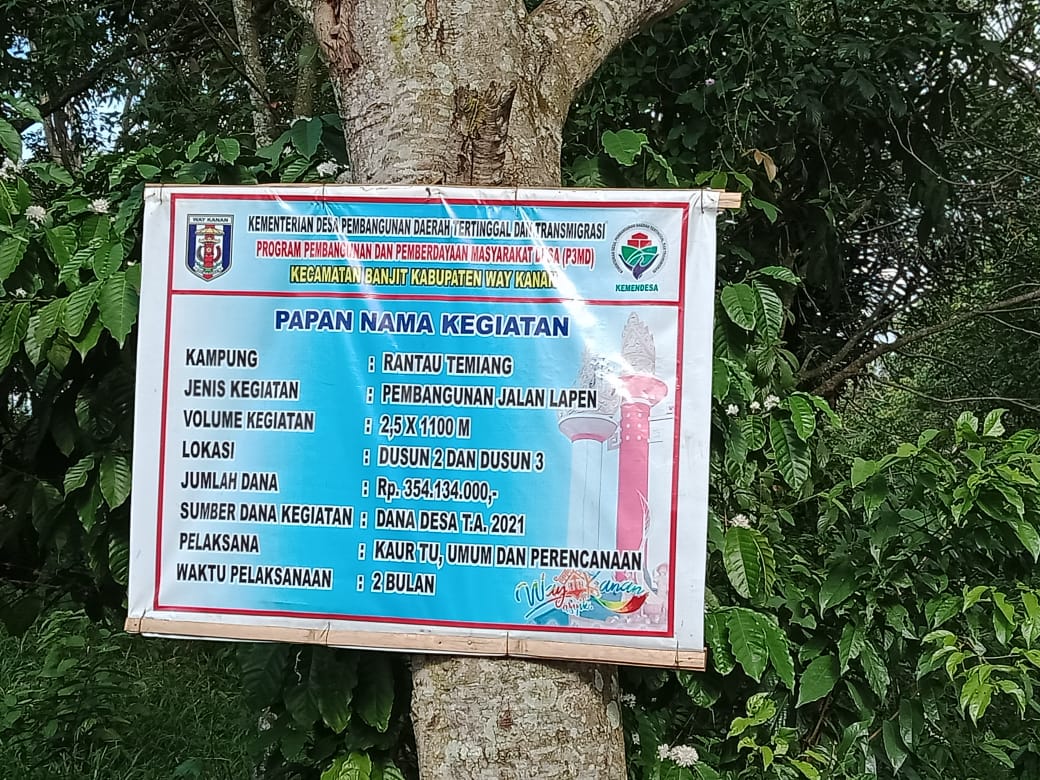 WAY KANAN
KEMENTERIAN DESA PEMBANGUNAN DAERAH TERTINGGAL DAN TRANSMIGRASI
PROGRAM PEMBANGUNAN DAN PEMBERDAYAAN MASYARAKAT DESA (P3MD)
KECAMATAN BANJIT KABUPATEN WAY KANAN
KEMENDESA
PAPAN NAMA KEGIATAN
KAMPUNG : RANTAU TEMIANG
JENIS KEGIATAN : PEMBANGUNAN JALAN LAPEN
VOLUME KEGIATAN : 2,5 X 1100 M
LOKASI : DUSUN 2 DAN DUSUN 3
JUMLAH DANA : Rp. 354.134.000,-
SUMBER DANA KEGIATAN : DANA DESA T.A. 2021
PELAKSANA : KAUR TU, UMUM DAN PERENCANAAN
WAKTU PELAKSANAAN : 2 BULAN
Way Kanan